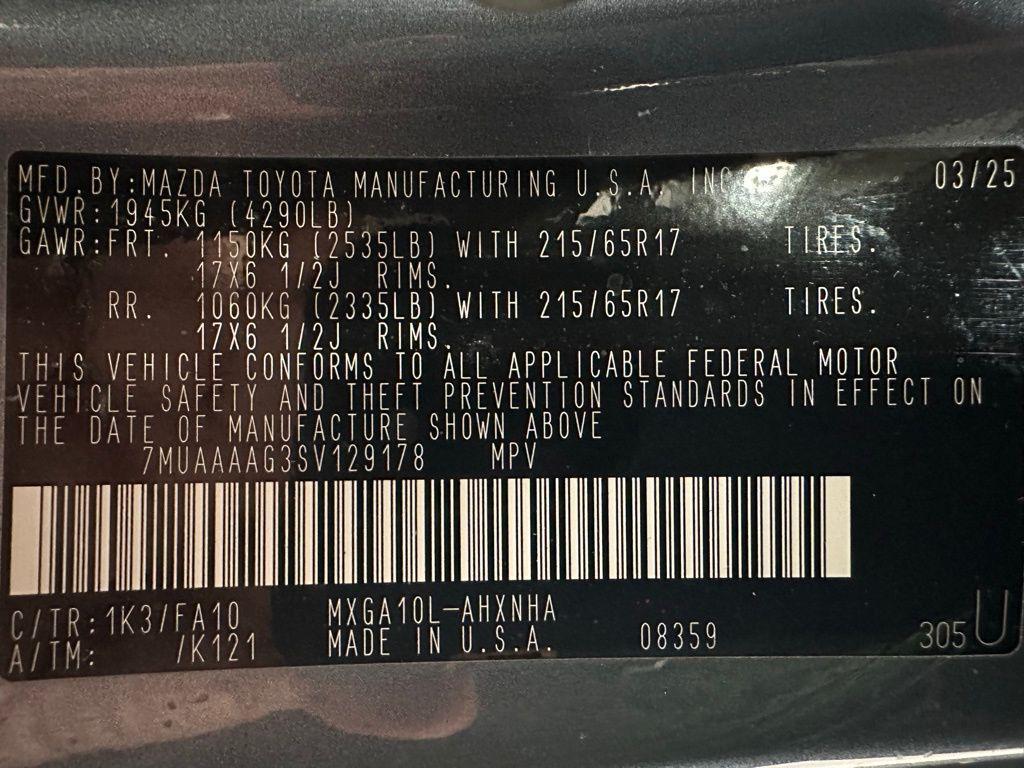 MFD.BY:MAZDA TOYOTA MANUFACTURING U.S.A. INC. 03/25
GVWR:1945KG (4290LB)
GAWR:FRT. 1150KG (2535LB) WITH 215/65R17 TIRES.
17X6 1/2J RIMS.
RR. 1060KG (2335LB) WITH 215/65R17 TIRES.
17X6 1/2J RIMS.
THIS VEHICLE CONFORMS TO ALL APPLICABLE FEDERAL MOTOR
VEHICLE SAFETY AND THEFT PREVENTION STANDARDS IN EFFECT ON
THE DATE OF MANUFACTURE SHOWN ABOVE
7MUAAAAG3SV129178 MPV
C/TR:1K3/FA10 MXGA10L-AHXNHA
A/TM: /K121 MADE IN U.S.A. 08359 305 U